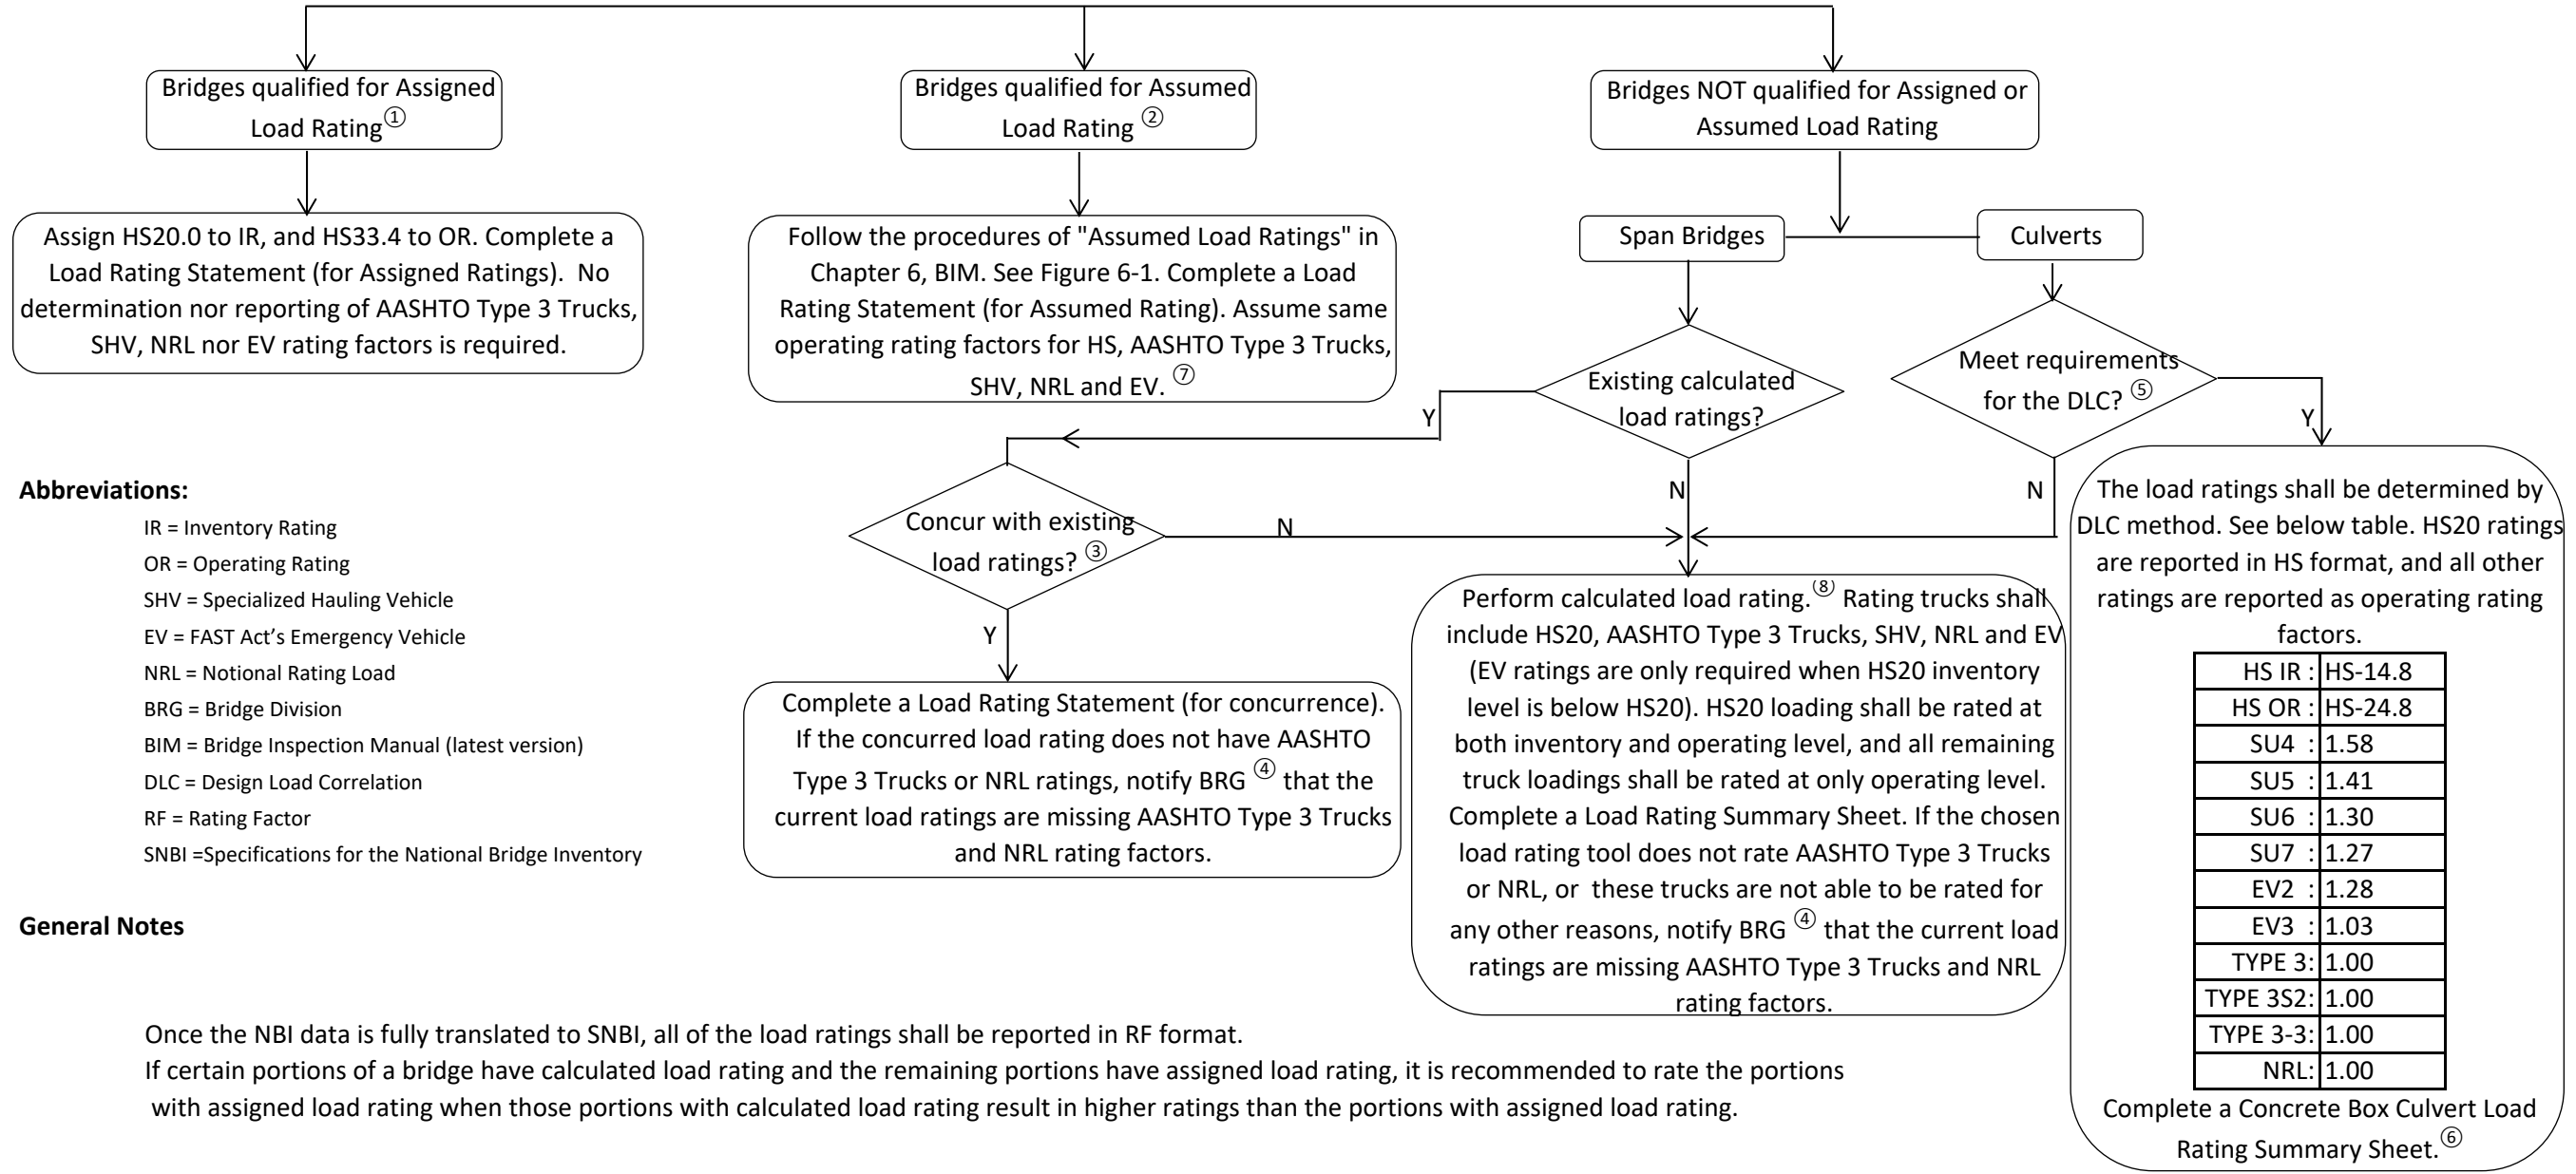 Bridges qualified for Assigned
Load Rating①
Bridges qualified for Assumed
Load Rating ②
Bridges NOT qualified for Assigned or
Assumed Load Rating
Assign HS20.0 to IR, and HS33.4 to OR. Complete a
Load Rating Statement (for Assigned Ratings).  No
determination nor reporting of AASHTO Type 3 Trucks,
SHV, NRL nor EV rating factors is required.
Follow the procedures of "Assumed Load Ratings" in
Chapter 6, BIM. See Figure 6-1. Complete a Load
Rating Statement (for Assumed Rating). Assume same
operating rating factors for HS, AASHTO Type 3 Trucks,
SHV, NRL and EV. ⑦
Span Bridges
Culverts
Existing calculated
load ratings?
Meet requirements
for the DLC? ⑤
Y
Y
N
N
Concur with existing
load ratings? ③
N
Y
Complete a Load Rating Statement (for concurrence).
If the concurred load rating does not have AASHTO
Type 3 Trucks or NRL ratings, notify BRG ④ that the
current load ratings are missing AASHTO Type 3 Trucks
and NRL rating factors.
Perform calculated load rating.⑧ Rating trucks shall
include HS20, AASHTO Type 3 Trucks, SHV, NRL and EV
(EV ratings are only required when HS20 inventory
level is below HS20). HS20 loading shall be rated at
both inventory and operating level, and all remaining
truck loadings shall be rated at only operating level.
Complete a Load Rating Summary Sheet. If the chosen
load rating tool does not rate AASHTO Type 3 Trucks
or NRL, or  these trucks are not able to be rated for
any other reasons, notify BRG ④ that the current load
ratings are missing AASHTO Type 3 Trucks and NRL
rating factors.
The load ratings shall be determined by
DLC method. See below table. HS20 ratings
are reported in HS format, and all other
ratings are reported as operating rating
factors.
HS IR : HS-14.8
HS OR : HS-24.8
SU4 : 1.58
SU5 : 1.41
SU6 : 1.30
SU7 : 1.27
EV2 : 1.28
EV3 : 1.03
TYPE 3: 1.00
TYPE 3S2: 1.00
TYPE 3-3: 1.00
NRL: 1.00
Complete a Concrete Box Culvert Load
Rating Summary Sheet.⑥
Abbreviations:
IR = Inventory Rating
OR = Operating Rating
SHV = Specialized Hauling Vehicle
EV = FAST Act's Emergency Vehicle
NRL = Notional Rating Load
BRG = Bridge Division
BIM = Bridge Inspection Manual (latest version)
DLC = Design Load Correlation
RF = Rating Factor
SNBI =Specifications for the National Bridge Inventory
General Notes
Once the NBI data is fully translated to SNBI, all of the load ratings shall be reported in RF format.
If certain portions of a bridge have calculated load rating and the remaining portions have assigned load rating, it is recommended to rate the portions
with assigned load rating when those portions with calculated load rating result in higher ratings than the portions with assigned load rating.